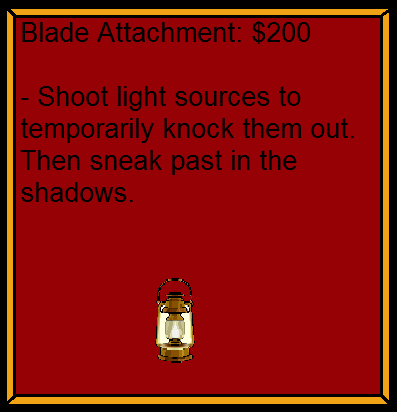 Blade Attachment: $200
- Shoot light sources to
temporarily knock them out.
Then sneak past in the
shadows.